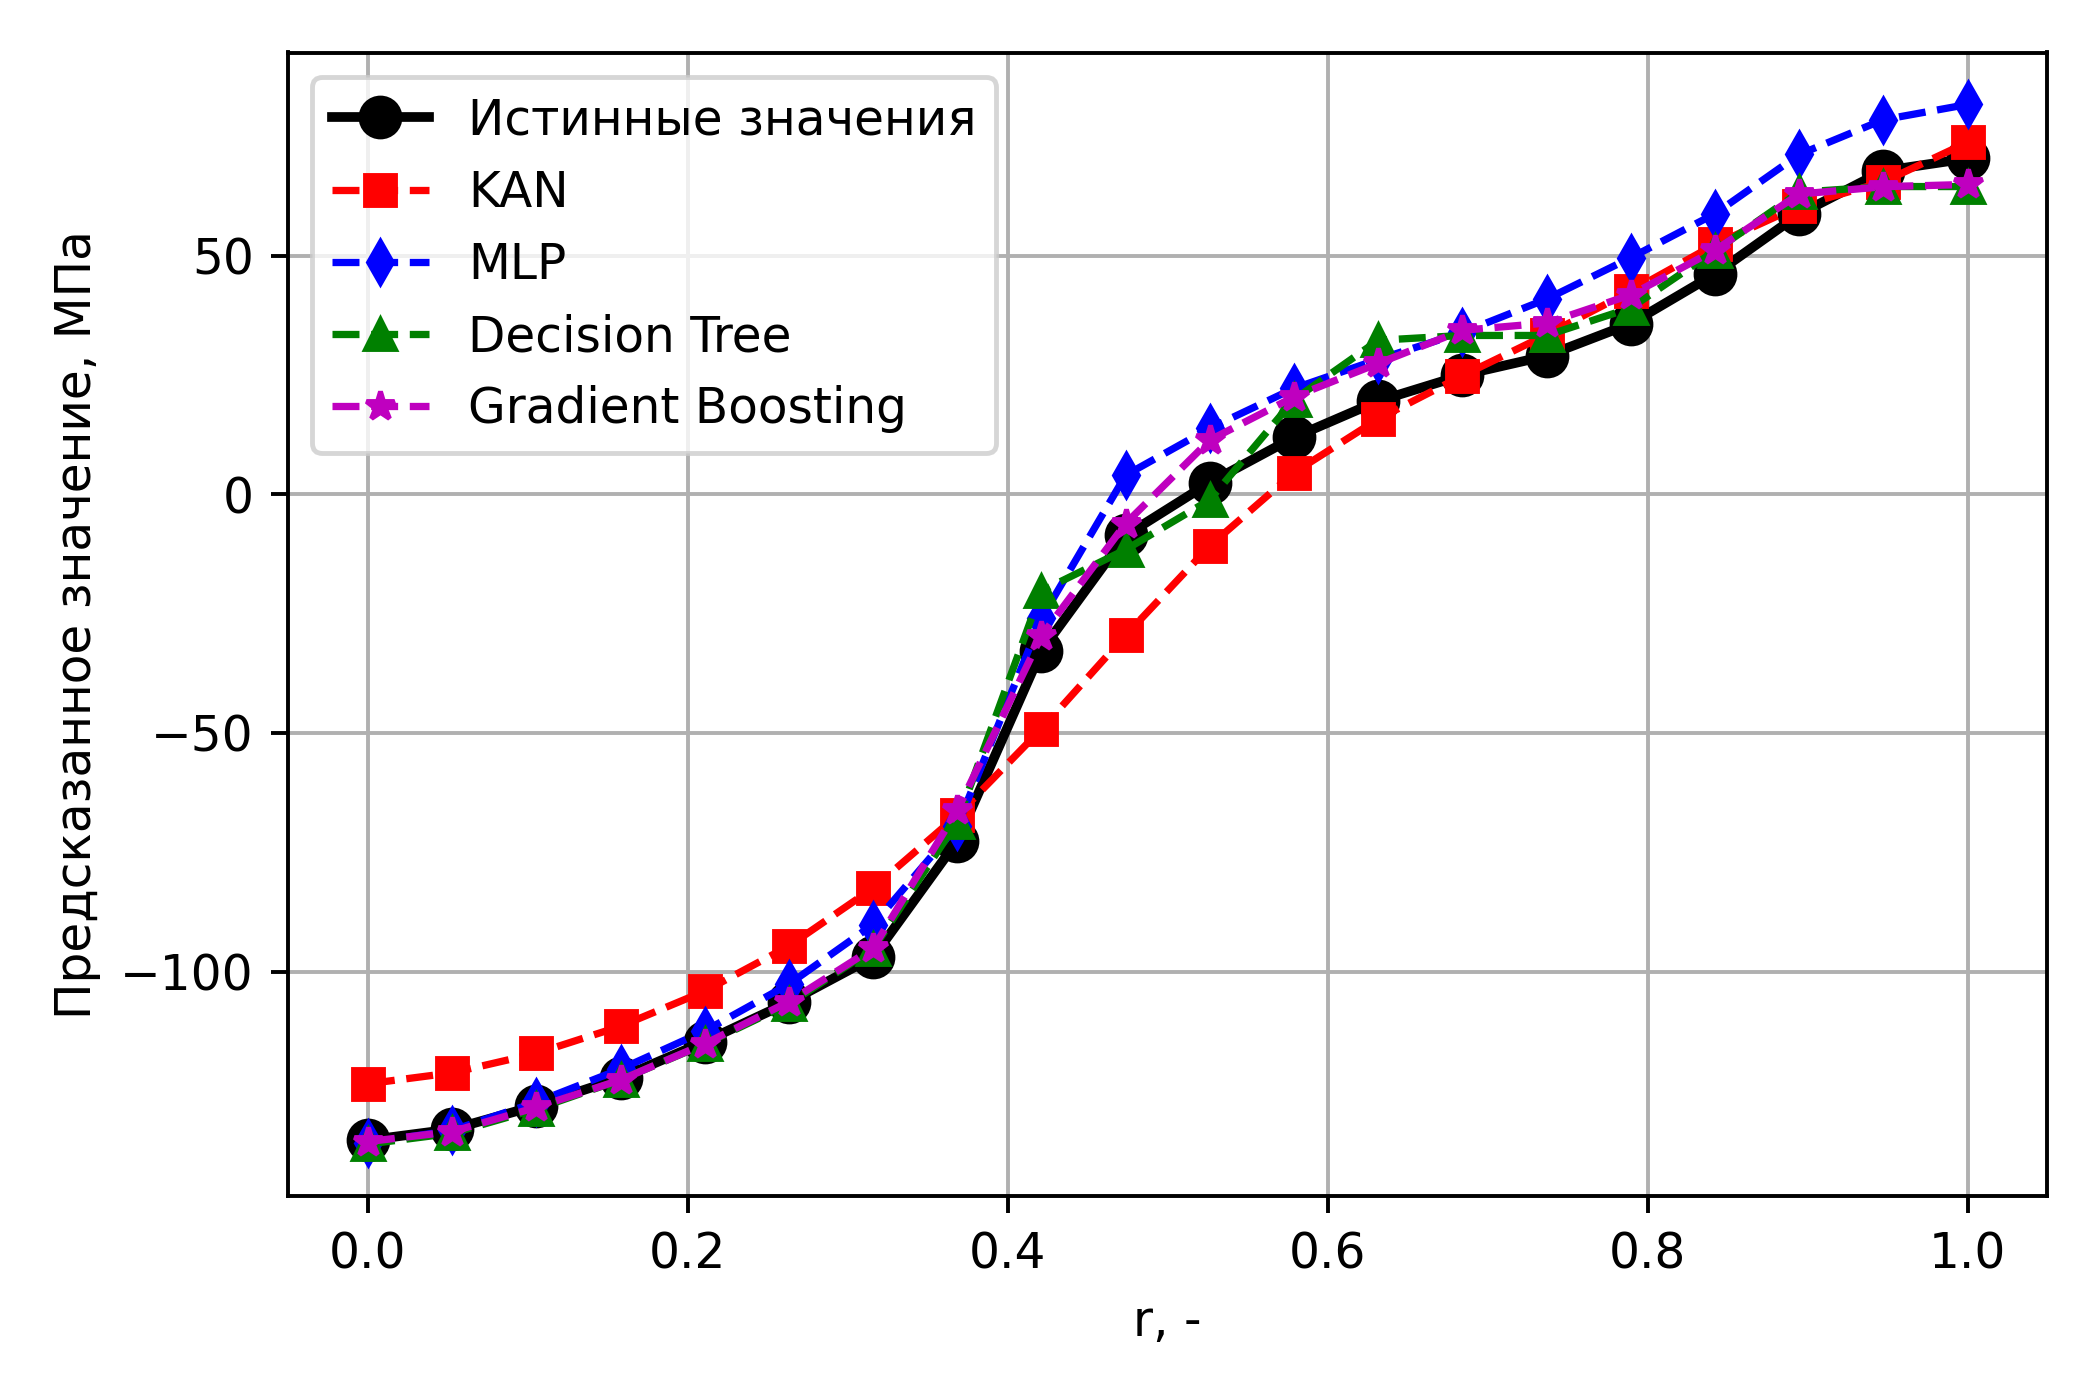 Истинные значения
KAN
MLP
Decision Tree
Gradient Boosting
Предсказанное значение, МПа
50
0
−50
−100
0.0 0.2 0.4 0.6 0.8 1.0
r, -